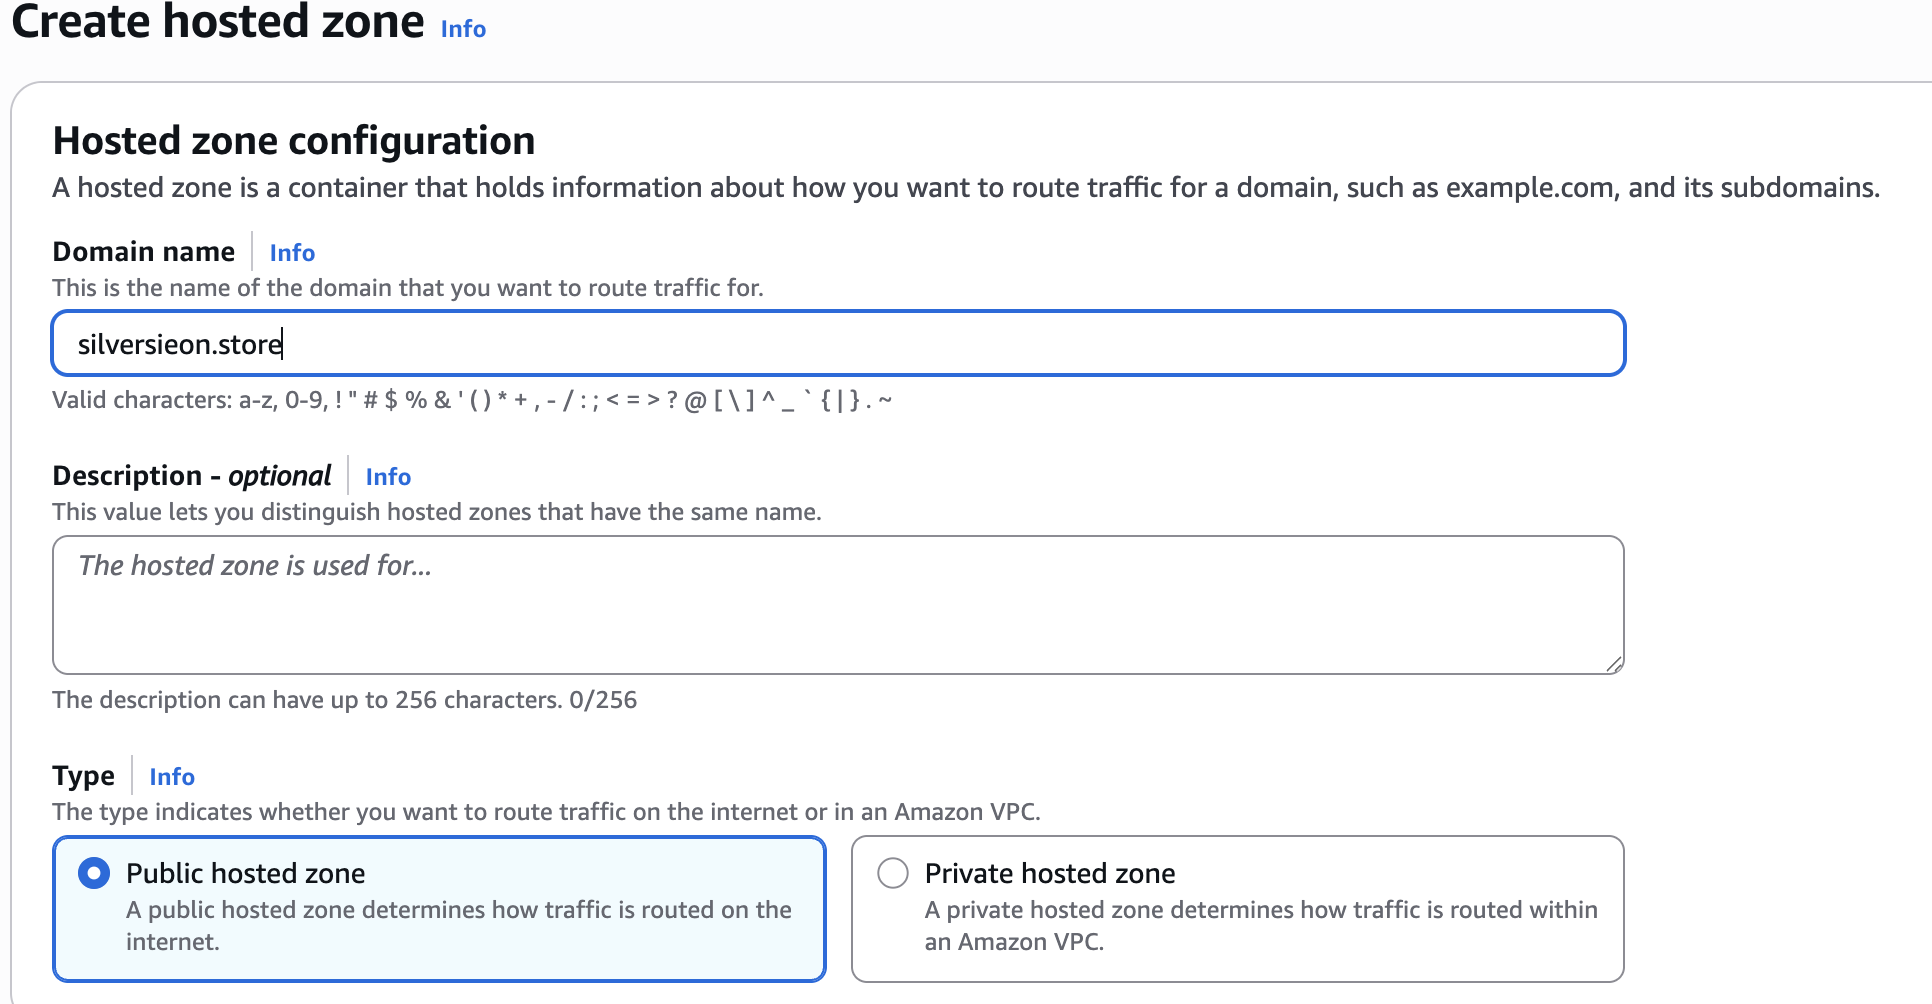 Create hosted zone Info
Hosted zone configuration
A hosted zone is a container that holds information about how you want to route traffic for a domain, such as example.com, and its subdomains.
Domain name Info
This is the name of the domain that you want to route traffic for.
silversieon.store
Valid characters: a-z, 0-9, ! " # $ % & ' ( ) * + , - / : ; < = > ? @ [ \ ] ^ _ ` { | } . ~
Description - optional Info
This value lets you distinguish hosted zones that have the same name.
The hosted zone is used for...
The description can have up to 256 characters. 0/256
Type Info
The type indicates whether you want to route traffic on the internet or in an Amazon VPC.
Public hosted zone
A public hosted zone determines how traffic is routed on the
internet.
Private hosted zone
A private hosted zone determines how traffic is routed within
an Amazon VPC.